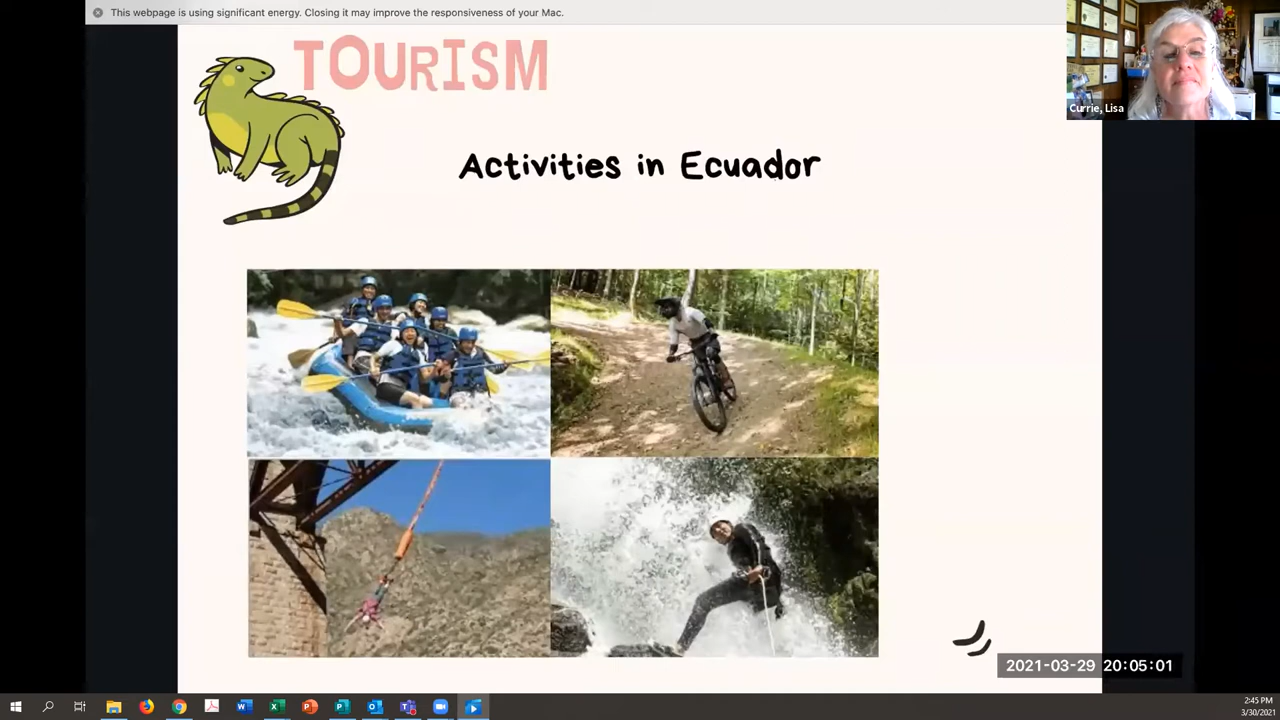 This webpage is using significant energy. Closing it may improve the responsiveness of your Mac.
TOURISM
Currie, Lisa
Activities in Ecuador
2021-03-29 20:05:01
2:45 PM
3/30/2021